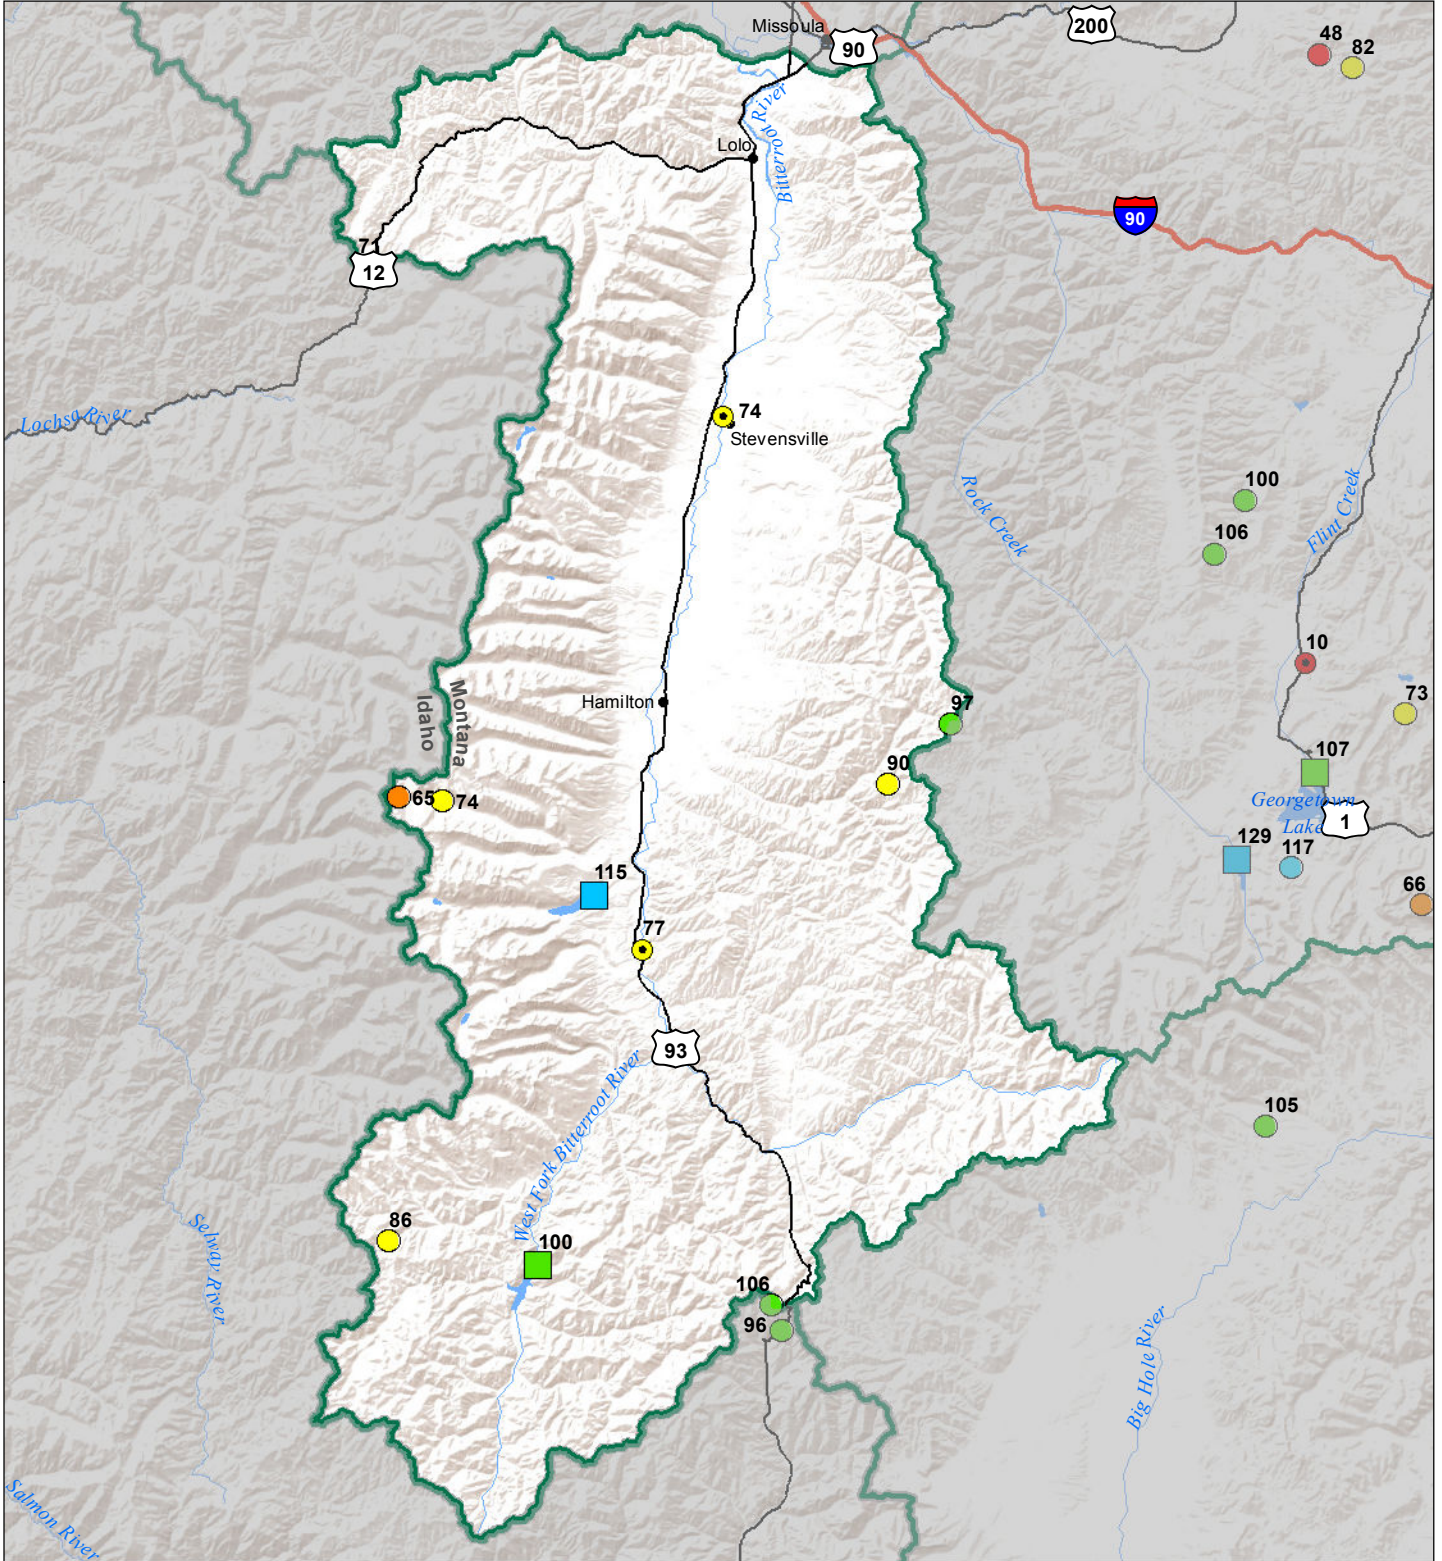 Missoula
90
200
48
82
Bitterroot River
Lolo
90
71
12
Lochsa River
74
Stevensville
100
Rock Creek
Flint Creek
106
10
Montana
Idaho
Hamilton
97
73
107
90
65
74
Georgetown
Lake
1
129
117
115
66
77
93
West Fork Bitterroot River
105
86
Selway River
100
106
96
Big Hole River
Salmon River